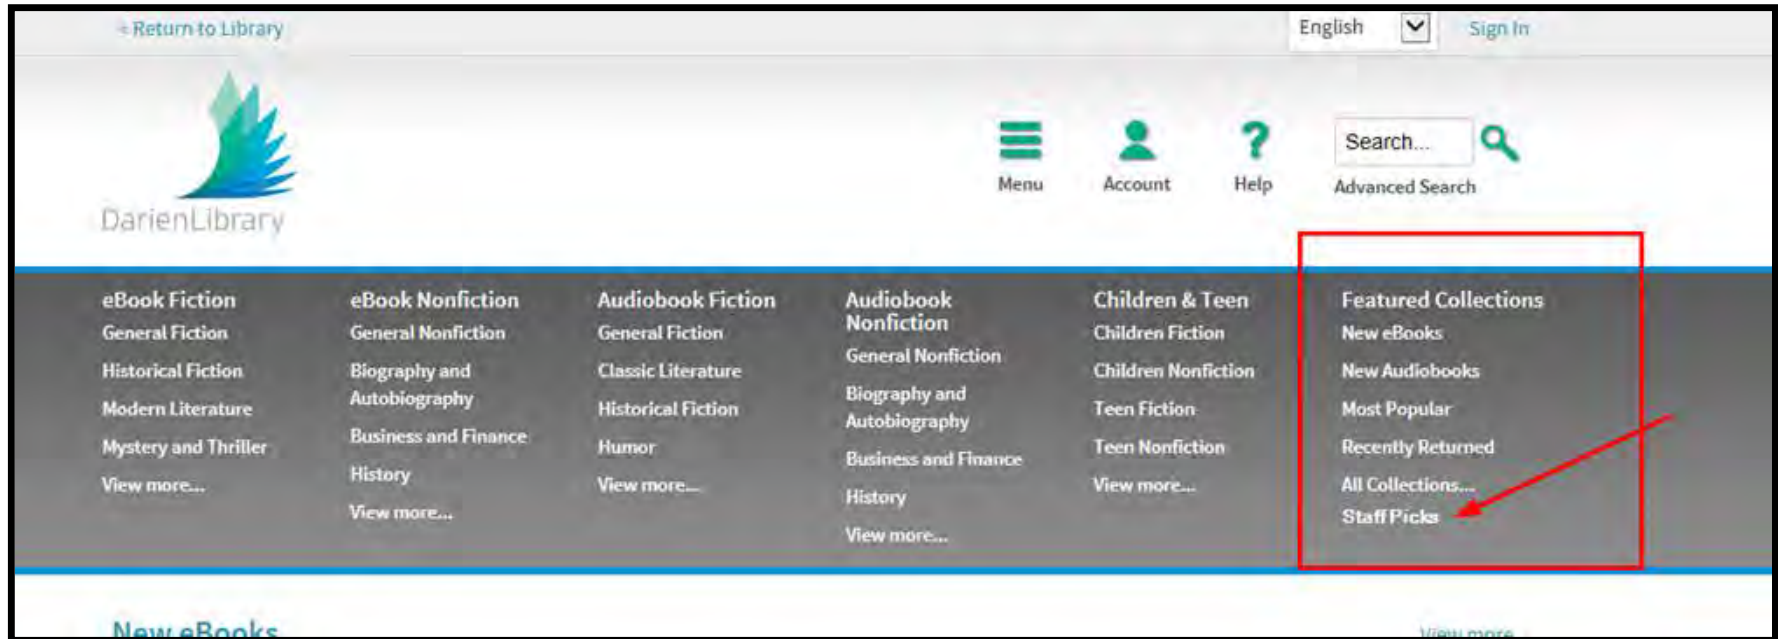 < Return to Library
English
Sign In
DarienLibrary
Menu
Account
Help
Search...
Advanced Search
eBook Fiction
General Fiction
Historical Fiction
Modern Literature
Mystery and Thriller
View more...
eBook Nonfiction
General Nonfiction
Biography and
Autobiography
Business and Finance
History
View more...
Audiobook Fiction
General Fiction
Classic Literature
Historical Fiction
Humor
View more...
Audiobook
Nonfiction
General Nonfiction
Biography and
Autobiography
Business and Finance
History
View more...
Children & Teen
Children Fiction
Children Nonfiction
Teen Fiction
Teen Nonfiction
View more...
Featured Collections
New eBooks
New Audiobooks
Most Popular
Recently Returned
All Collections...
Staff Picks
New eBooks
View more